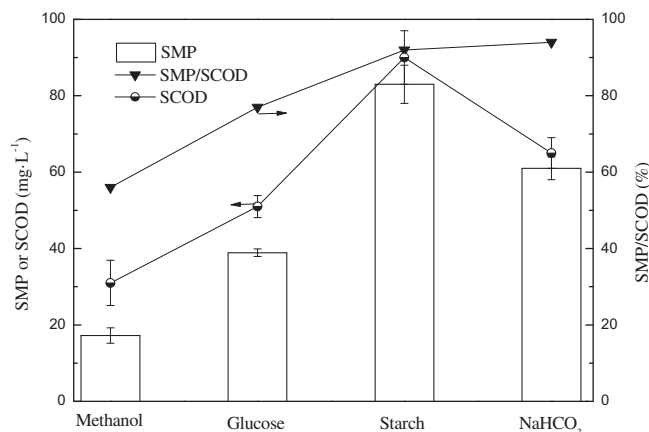 100
80
60
40
20
0
SMP or SCOD (mg·L⁻¹)
SMP
SMP/SCOD
SCOD
100
80
60
40
20
0
SMP/SCOD (%)
Methanol Glucose Starch NaHCO₃